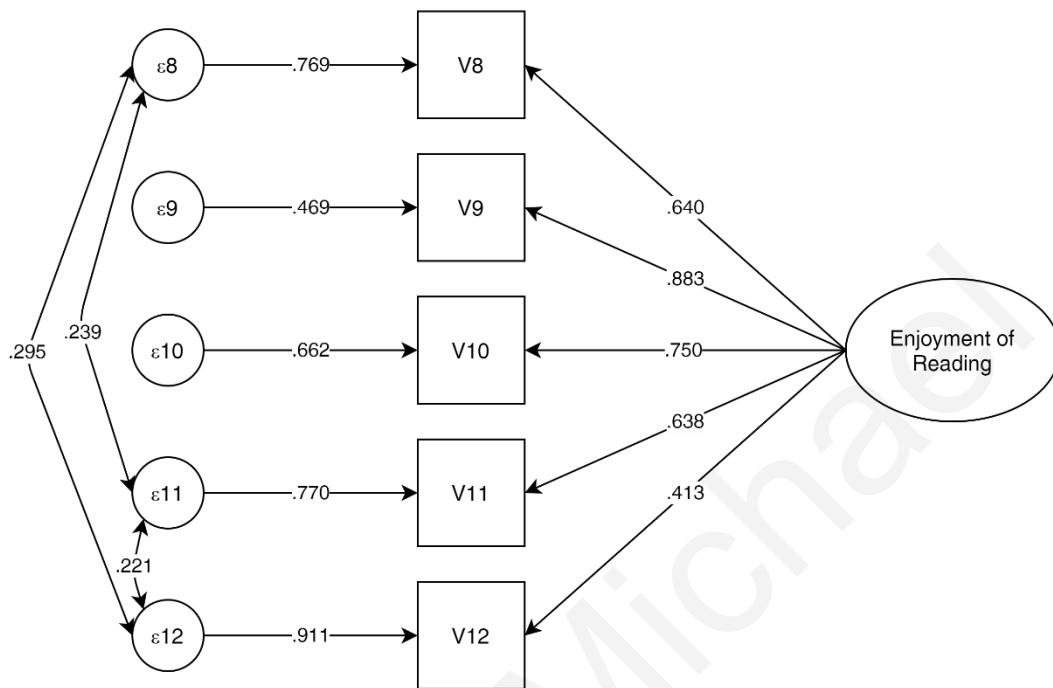 ε8
.769
V8
ε9
.469
V9
.640
.883
.295
.239
ε10
.662
V10
.750
Enjoyment of
Reading
.638
ε11
.770
V11
.413
.221
ε12
.911
V12
Michael